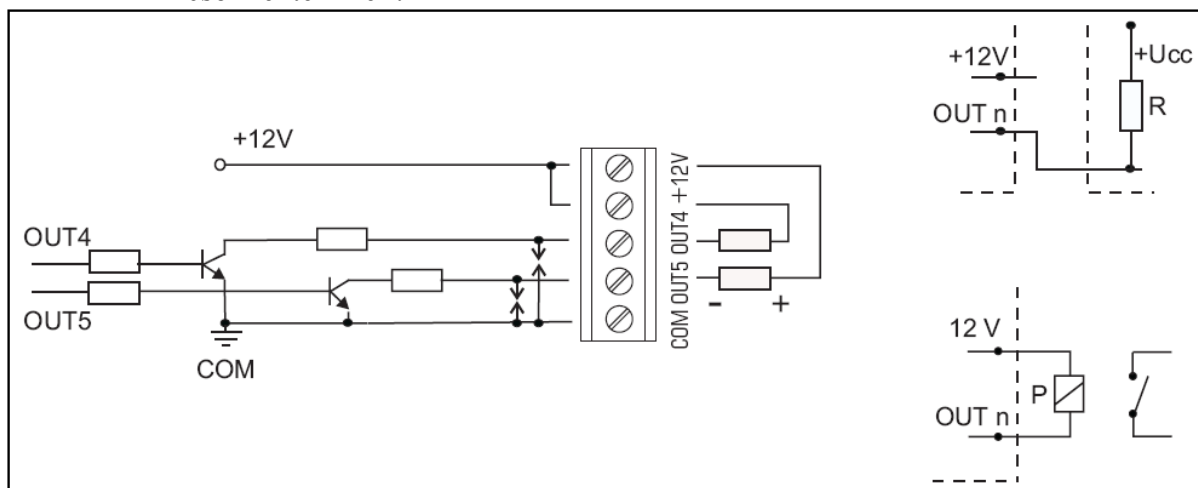 +12V
OUT4
OUT5
COM
COM OUT5 OUT4 +12V
- +
+12V
+Ucc
OUT n
R
12 V
P
OUT n